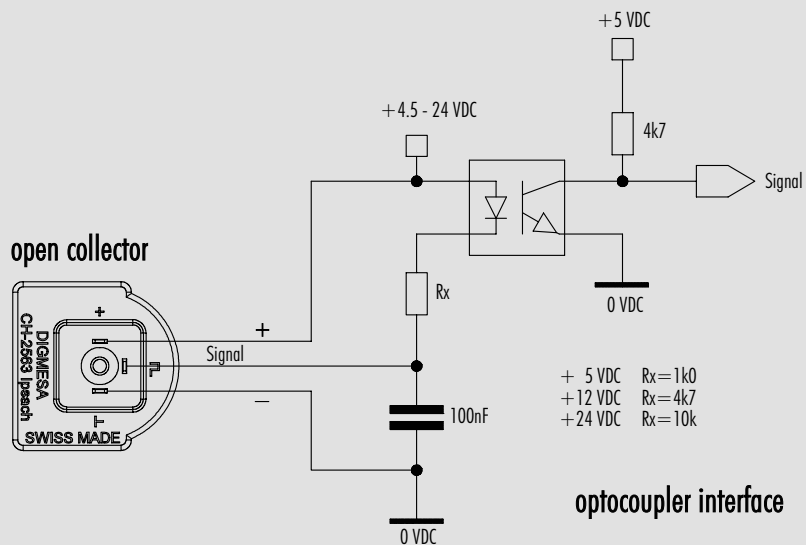 +5 VDC
+4.5 - 24 VDC
4k7
Signal
open collector
0 VDC
Rx
+
DIGMESA
CH-2563 Ipsach
SWISS MADE
+
Signal
–
100nF
+ 5 VDC Rx=1k0
+12 VDC Rx=4k7
+24 VDC Rx=10k
optocoupler interface
0 VDC